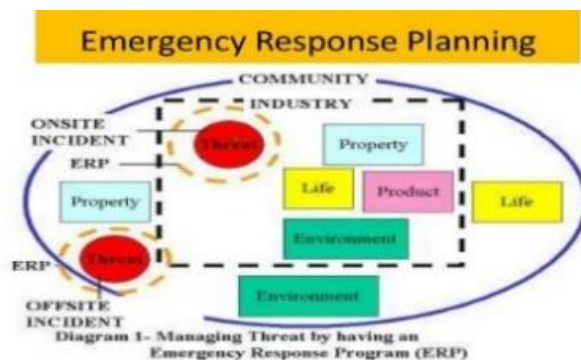 Emergency Response Planning
COMMUNITY
INDUSTRY
ONSITE
INCIDENT
Threat
ERP
Property
Life
Product
Property
Life
Environment
Threat
ERP
OFFSITE
INCIDENT
Environment
Diagram 1- Managing Threat by having an
Emergency Response Program (ERP)